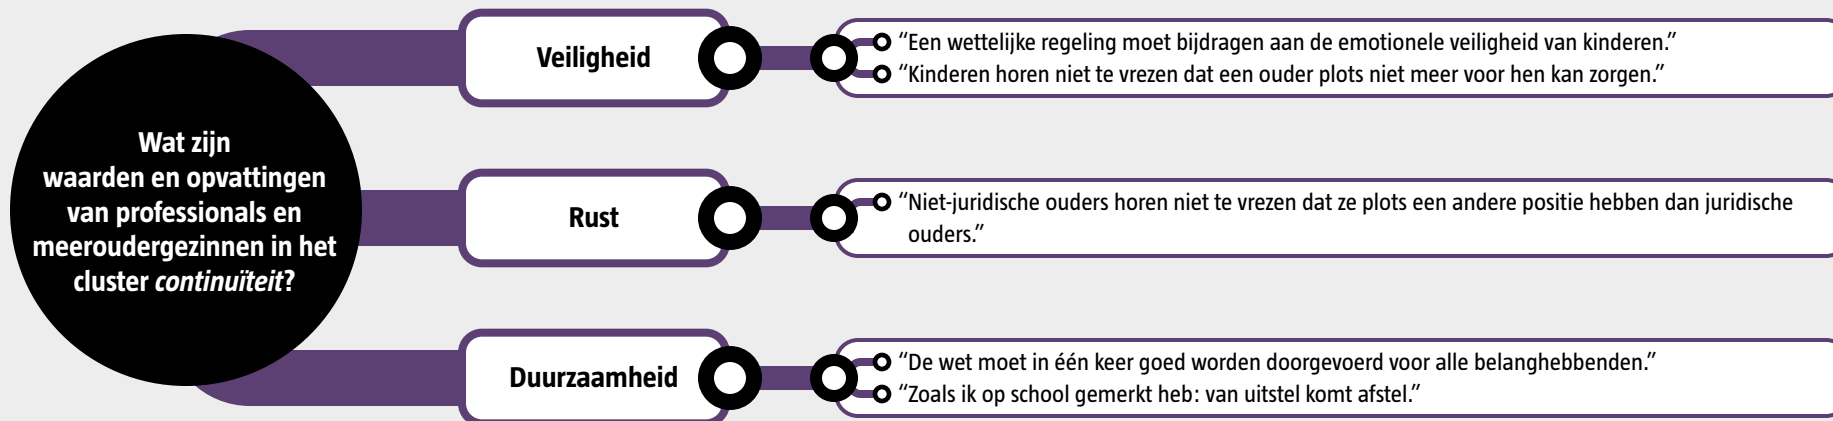 Wat zijn
waarden en opvattingen
van professionals en
meeroudergezinnen in het
cluster continuïteit?
Veiligheid
“Een wettelijke regeling moet bijdragen aan de emotionele veiligheid van kinderen.”
“Kinderen horen niet te vrezen dat een ouder plots niet meer voor hen kan zorgen.”
Rust
“Niet-juridische ouders horen niet te vrezen dat ze plots een andere positie hebben dan juridische
ouders.”
Duurzaamheid
“De wet moet in één keer goed worden doorgevoerd voor alle belanghebbenden.”
“Zoals ik op school gemerkt heb: van uitstel komt afstel.”